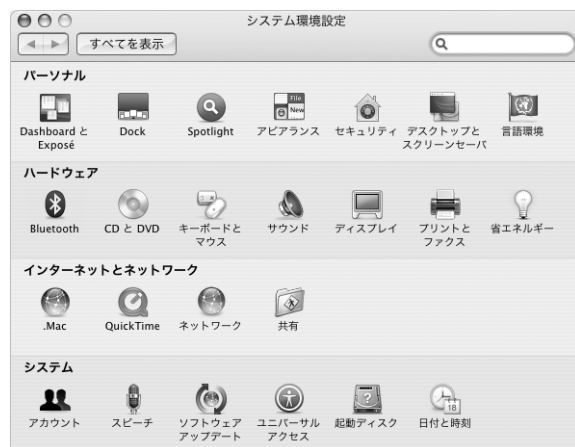 システム環境設定
すべてを表示
パーソナル
Dashboard と
Exposé
Dock
Spotlight
File
New
アピアランス
セキュリティ
デスクトップと
スクリーンセーバ
言語環境
ハードウェア
Bluetooth
CD と DVD
キーボードと
マウス
サウンド
ディスプレイ
プリントと
ファクス
省エネルギー
インターネットとネットワーク
.Mac
QuickTime
ネットワーク
共有
システム
アカウント
スピーチ
ソフトウェア
アップデート
ユニバーサル
アクセス
?
起動ディスク
18
日付と時刻